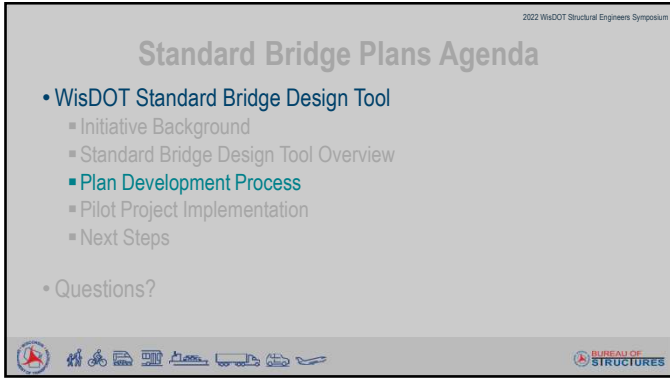 2022 WisDOT Structural Engineers Symposium
Standard Bridge Plans Agenda
• WisDOT Standard Bridge Design Tool
▪ Initiative Background
▪ Standard Bridge Design Tool Overview
▪ Plan Development Process
▪ Pilot Project Implementation
▪ Next Steps
• Questions?
BUREAU OF
STRUCTURES